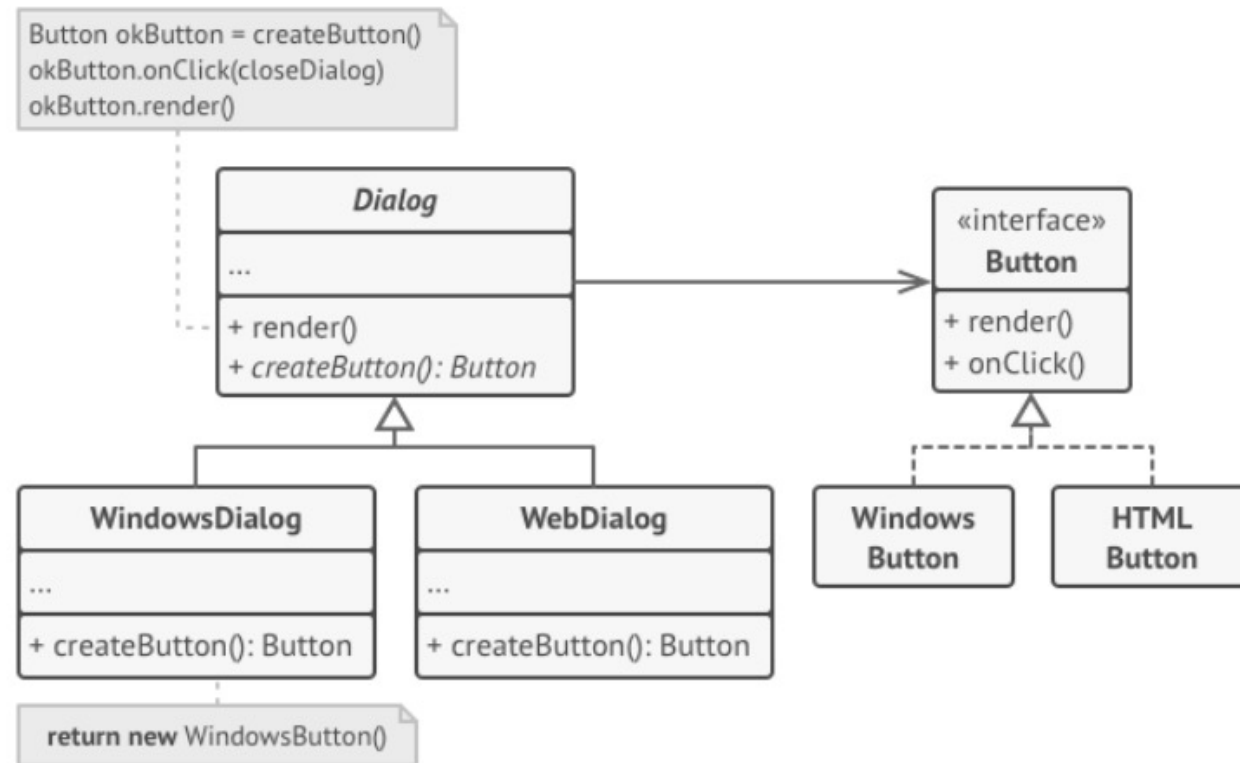 Button okButton = createButton()
okButton.onClick(closeDialog)
okButton.render()
Dialog
...
+ render()
+ createButton(): Button
«interface»
Button
+ render()
+ onClick()
WindowsDialog
...
+ createButton(): Button
WebDialog
...
+ createButton(): Button
Windows
Button
HTML
Button
return new WindowsButton()